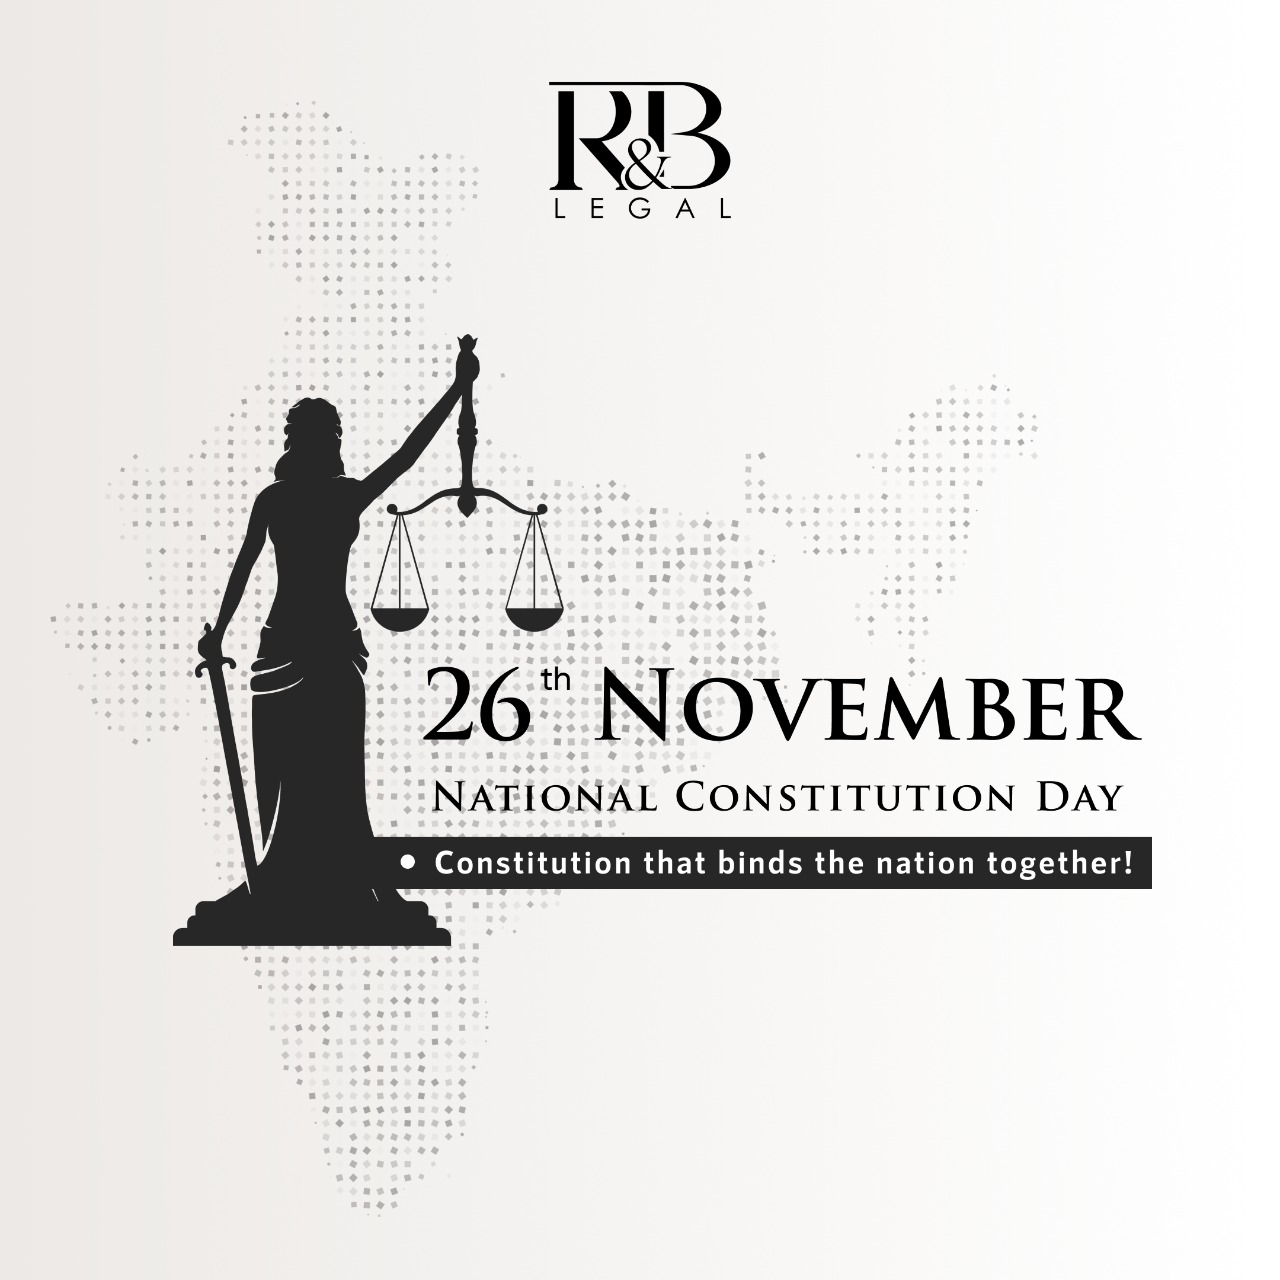 R&B
LEGAL
26th NOVEMBER
NATIONAL CONSTITUTION DAY
• Constitution that binds the nation together!